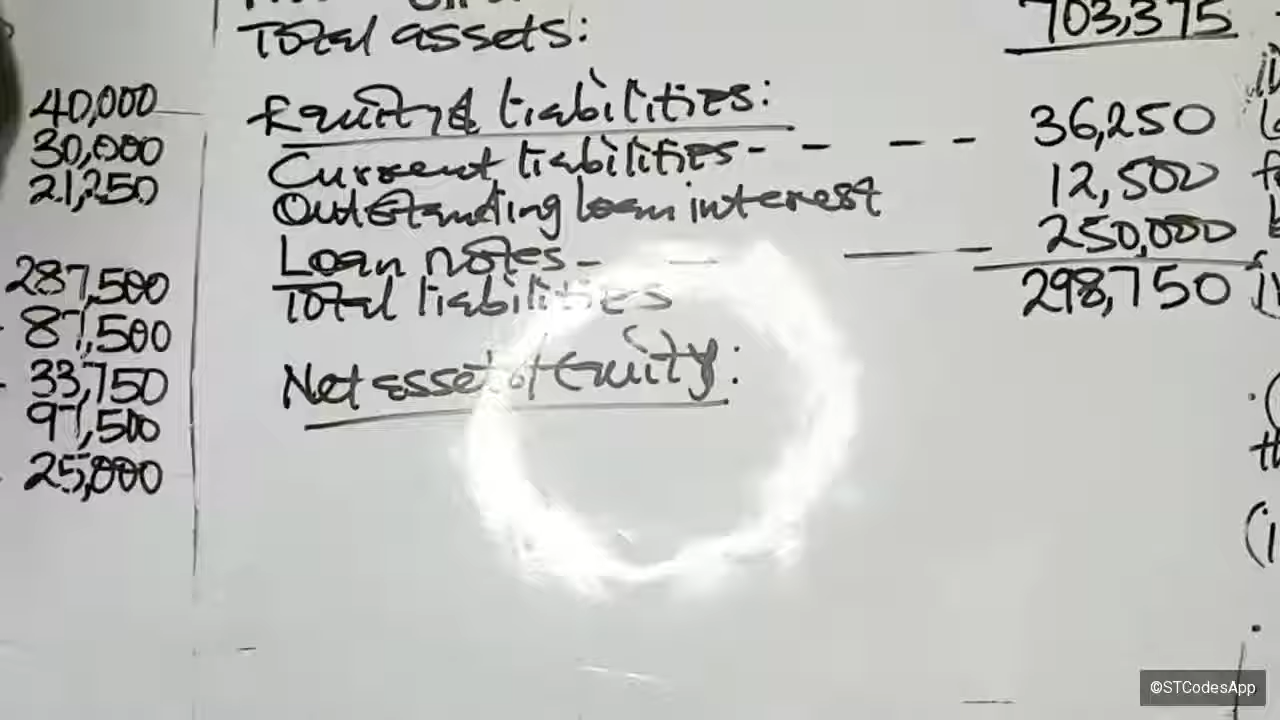 Total assets:
703,375
Equity & liabilities:
Current liabilities - - - -
36,250
Outstanding loan interest
12,500
Loan notes - — —
250,000
Total liabilities
298,750
Net asset / Equity:
40,000
30,000
21,250
287,500
87,500
33,750
97,500
25,000
©STCodesApp